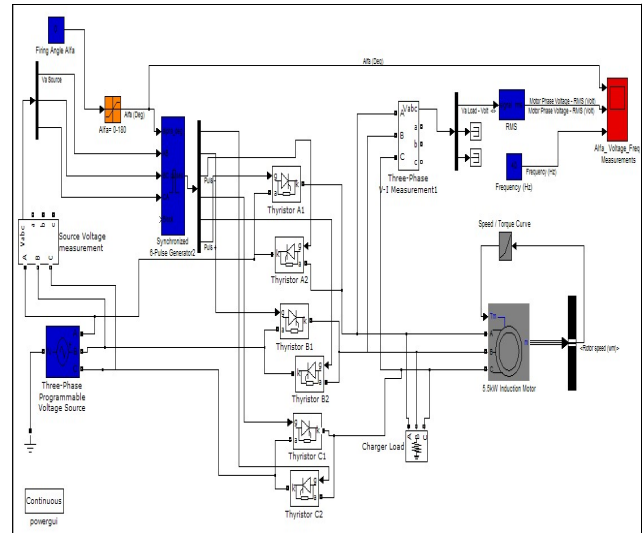 Firing Angle Alfa
Va Source
Alfa (Deg)
Alfa= 0-180
Alfa (Deg)
Synchronized
6-Pulse Generator2
Puls +
Puls +
Source Voltage
measurement
Vabc
a
b
c
A
B
C
Three-Phase
Programmable
Voltage Source
Continuous
powergui
g
a
k
Thyristor A1
g
a
k
Thyristor A2
g
a
k
Thyristor B1
g
a
k
Thyristor B2
g
a
k
Thyristor C1
g
a
k
Thyristor C2
Vabc
A
B
C
a
b
c
Three-Phase
V-I Measurement1
Va Load - Volt
RMS
Motor Phase Voltage - RMS (Volt)
Motor Phase Voltage - RMS (Volt)
Frequency (Hz)
Frequency (Hz)
Alfa_ Voltage_Freq
Measurements
Speed / Torque Curve
Tm
m
A
B
C
5.5kW Induction Motor
<Rotor speed (wm)>
A
B
C
Charger Load